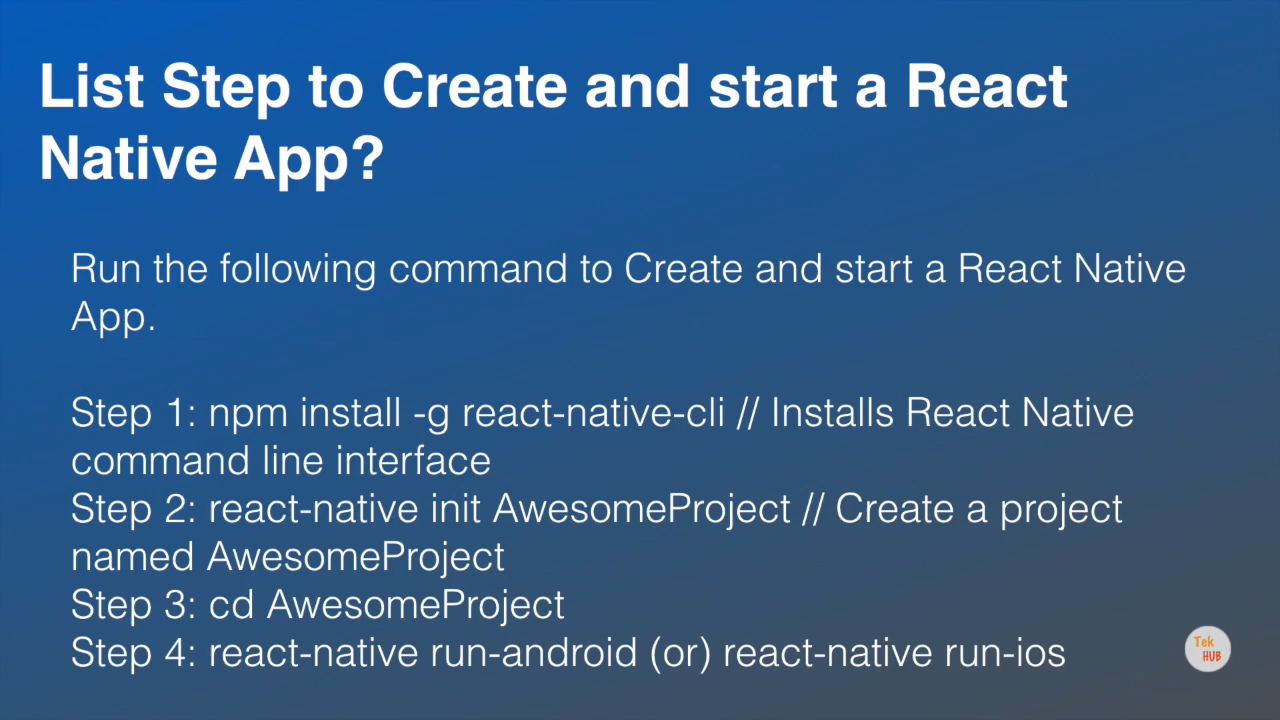 List Step to Create and start a React
Native App?
Run the following command to Create and start a React Native
App.
Step 1: npm install -g react-native-cli // Installs React Native
command line interface
Step 2: react-native init AwesomeProject // Create a project
named AwesomeProject
Step 3: cd AwesomeProject
Step 4: react-native run-android (or) react-native run-ios
Tek
HUB